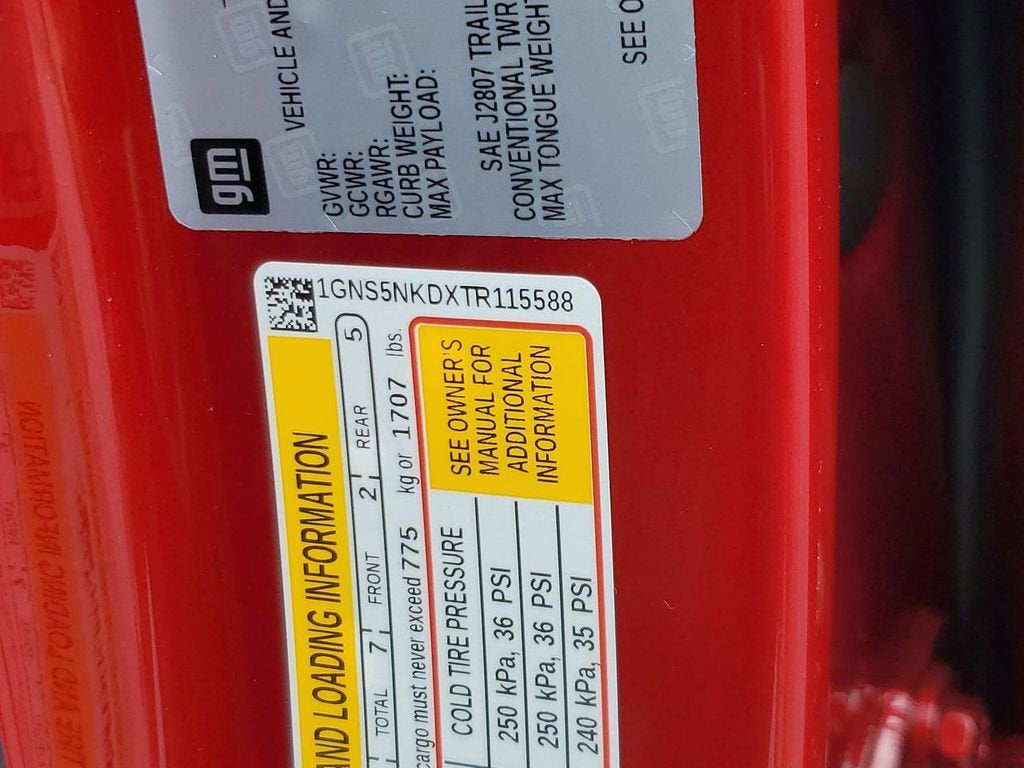 gm
VEHICLE AND
GVWR:
GCWR:
RGAWR:
CURB WEIGHT:
MAX PAYLOAD:
SAE J2807 TRAIL
CONVENTIONAL TWR
MAX TONGUE WEIGHT
SEE O
1GNS5NKDXTR115588
AND LOADING INFORMATION
TOTAL 7 FRONT 2 REAR 5
cargo must never exceed 775 kg or 1707 lbs.
COLD TIRE PRESSURE
250 kPa, 36 PSI
250 kPa, 36 PSI
240 kPa, 35 PSI
SEE OWNER'S
MANUAL FOR
ADDITIONAL
INFORMATION